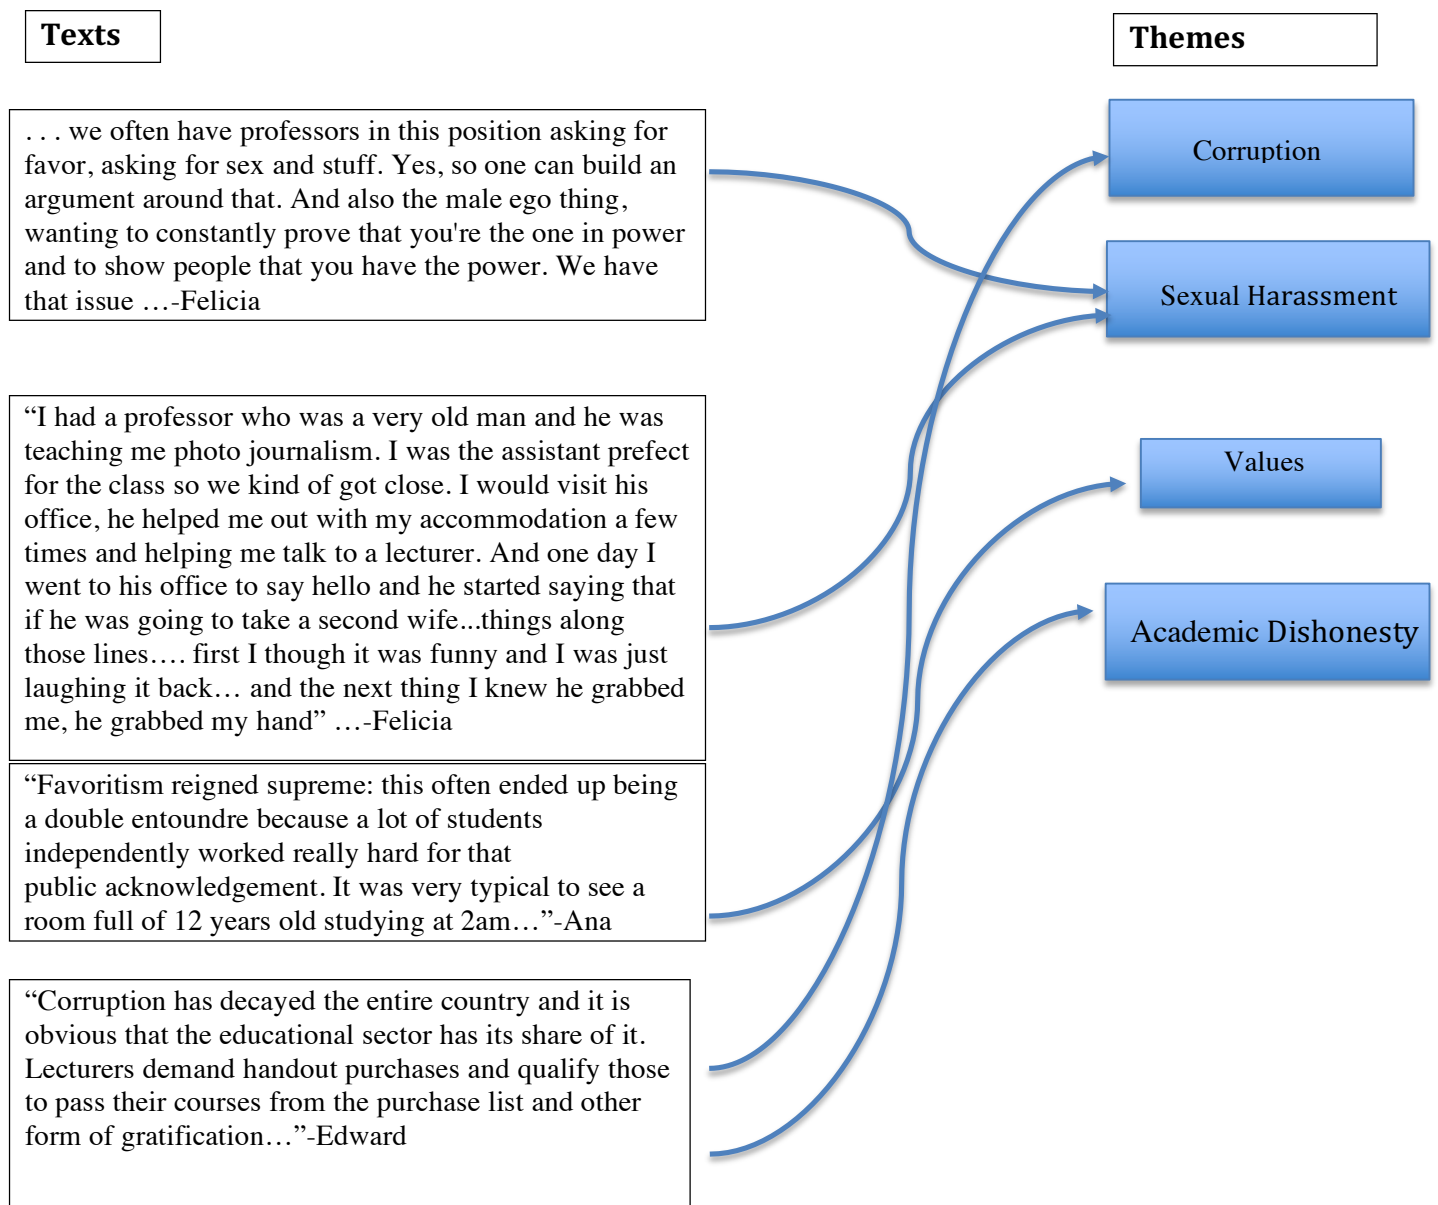 Texts
. . . we often have professors in this position asking for
favor, asking for sex and stuff. Yes, so one can build an
argument around that. And also the male ego thing,
wanting to constantly prove that you're the one in power
and to show people that you have the power. We have
that issue …-Felicia
“I had a professor who was a very old man and he was
teaching me photo journalism. I was the assistant prefect
for the class so we kind of got close. I would visit his
office, he helped me out with my accommodation a few
times and helping me talk to a lecturer. And one day I
went to his office to say hello and he started saying that
if he was going to take a second wife...things along
those lines…. first I though it was funny and I was just
laughing it back… and the next thing I knew he grabbed
me, he grabbed my hand” …-Felicia
“Favoritism reigned supreme: this often ended up being
a double entoundre because a lot of students
independently worked really hard for that
public acknowledgement. It was very typical to see a
room full of 12 years old studying at 2am…”-Ana
“Corruption has decayed the entire country and it is
obvious that the educational sector has its share of it.
Lecturers demand handout purchases and qualify those
to pass their courses from the purchase list and other
form of gratification…”-Edward
Themes
Corruption
Sexual Harassment
Values
Academic Dishonesty